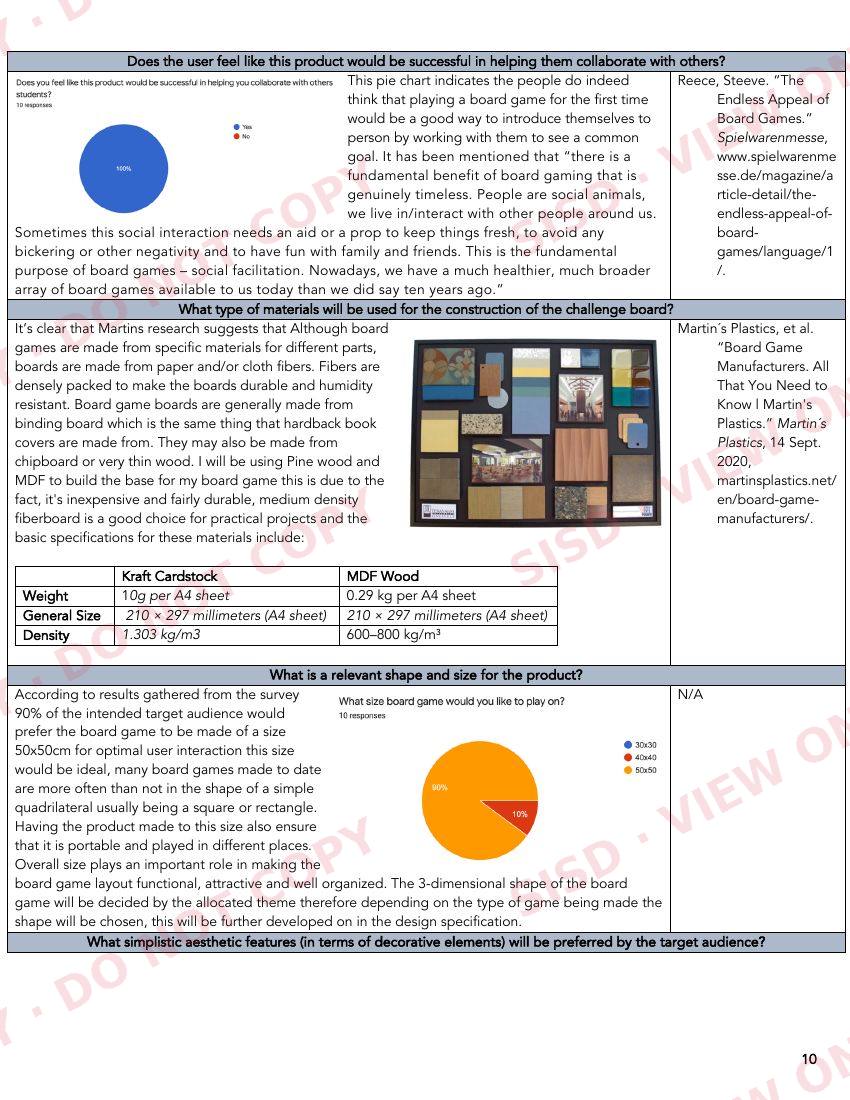 Does the user feel like this product would be successful in helping them collaborate with others?
Does you feel like this product would be successful in helping you collaborate with others
students?
10 responses
Yes
No
100%
This pie chart indicates the people do indeed
think that playing a board game for the first time
would be a good way to introduce themselves to
person by working with them to see a common
goal. It has been mentioned that “there is a
fundamental benefit of board gaming that is
genuinely timeless. People are social animals,
we live in/interact with other people around us.
Sometimes this social interaction needs an aid or a prop to keep things fresh, to avoid any
bickering or other negativity and to have fun with family and friends. This is the fundamental
purpose of board games – social facilitation. Nowadays, we have a much healthier, much broader
array of board games available to us today than we did say ten years ago.”
Reece, Steeve. “The
Endless Appeal of
Board Games.”
Spielwarenmesse,
www.spielwarenme
sse.de/magazine/a
rticle-detail/the-
endless-appeal-of-
board-
games/language/1
/.
What type of materials will be used for the construction of the challenge board?
It’s clear that Martins research suggests that Although board
games are made from specific materials for different parts,
boards are made from paper and/or cloth fibers. Fibers are
densely packed to make the boards durable and humidity
resistant. Board game boards are generally made from
binding board which is the same thing that hardback book
covers are made from. They may also be made from
chipboard or very thin wood. I will be using Pine wood and
MDF to build the base for my board game this is due to the
fact, it's inexpensive and fairly durable, medium density
fiberboard is a good choice for practical projects and the
basic specifications for these materials include:
Kraft Cardstock MDF Wood
Weight 10g per A4 sheet 0.29 kg per A4 sheet
General Size 210 × 297 millimeters (A4 sheet) 210 × 297 millimeters (A4 sheet)
Density 1.303 kg/m3 600–800 kg/m³
Martin´s Plastics, et al.
“Board Game
Manufacturers. All
That You Need to
Know | Martin's
Plastics.” Martin´s
Plastics, 14 Sept.
2020,
martinsplastics.net/
en/board-game-
manufacturers/.
What is a relevant shape and size for the product?
According to results gathered from the survey
90% of the intended target audience would
prefer the board game to be made of a size
50x50cm for optimal user interaction this size
would be ideal, many board games made to date
are more often than not in the shape of a simple
quadrilateral usually being a square or rectangle.
Having the product made to this size also ensure
that it is portable and played in different places.
Overall size plays an important role in making the
board game layout functional, attractive and well organized. The 3-dimensional shape of the board
game will be decided by the allocated theme therefore depending on the type of game being made the
shape will be chosen, this will be further developed on in the design specification.
What size board game would you like to play on?
10 responses
30x30
40x40
50x50
90%
10%
N/A
What simplistic aesthetic features (in terms of decorative elements) will be preferred by the target audience?
10
SISD · VIEW ON
DO NOT COPY
SISD · VIEW ON
DO NOT COPY
SISD · VIEW ON
DO NOT COPY